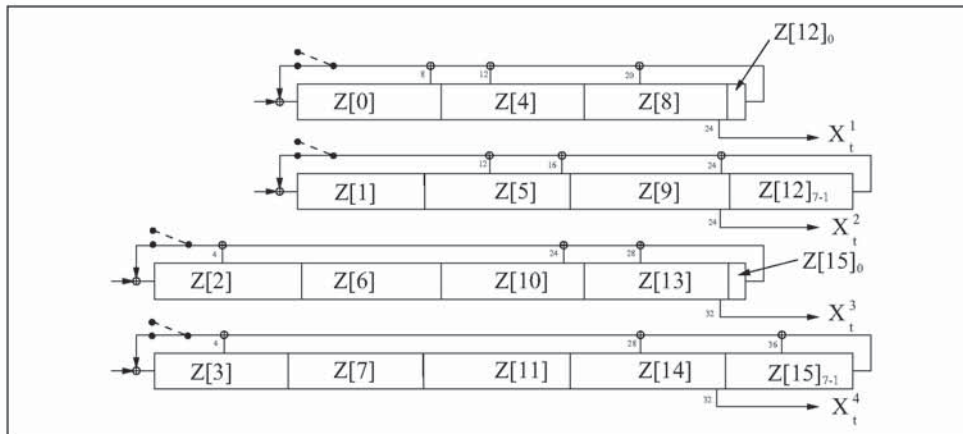 Z[12]₀
8 12 20
Z[0] Z[4] Z[8]
24 X¹ₜ
12 16 24
Z[1] Z[5] Z[9] Z[12]₇₋₁
24 X²ₜ
4 24 28
Z[2] Z[6] Z[10] Z[13] Z[15]₀
32 X³ₜ
4 28 36
Z[3] Z[7] Z[11] Z[14] Z[15]₇₋₁
32 X⁴ₜ